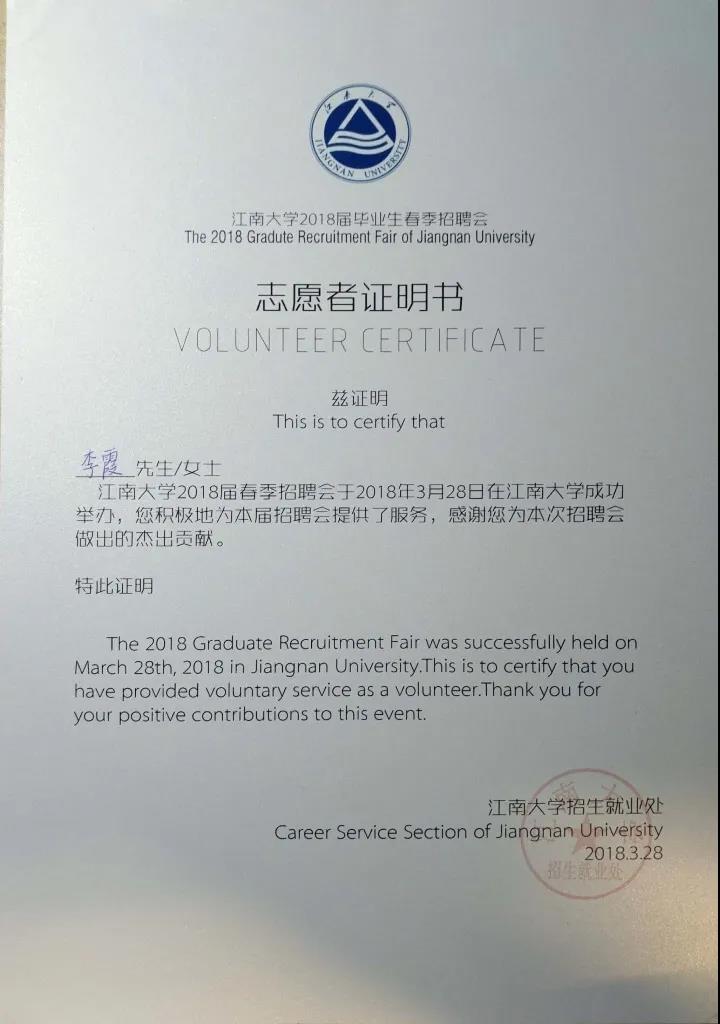 江南大学
JIANGNAN UNIVERSITY
江南大学2018届毕业生春季招聘会
The 2018 Gradute Recruitment Fair of Jiangnan University
志愿者证明书
VOLUNTEER CERTIFICATE
兹证明
This is to certify that
李霞 先生/女士
江南大学2018届春季招聘会于2018年3月28日在江南大学成功
举办，您积极地为本届招聘会提供了服务，感谢您为本次招聘会
做出的杰出贡献。
特此证明
The 2018 Graduate Recruitment Fair was successfully held on
March 28th, 2018 in Jiangnan University.This is to certify that you
have provided voluntary service as a volunteer.Thank you for
your positive contributions to this event.
江南大学招生就业处
Career Service Section of Jiangnan University
2018.3.28
南大
招生就业处